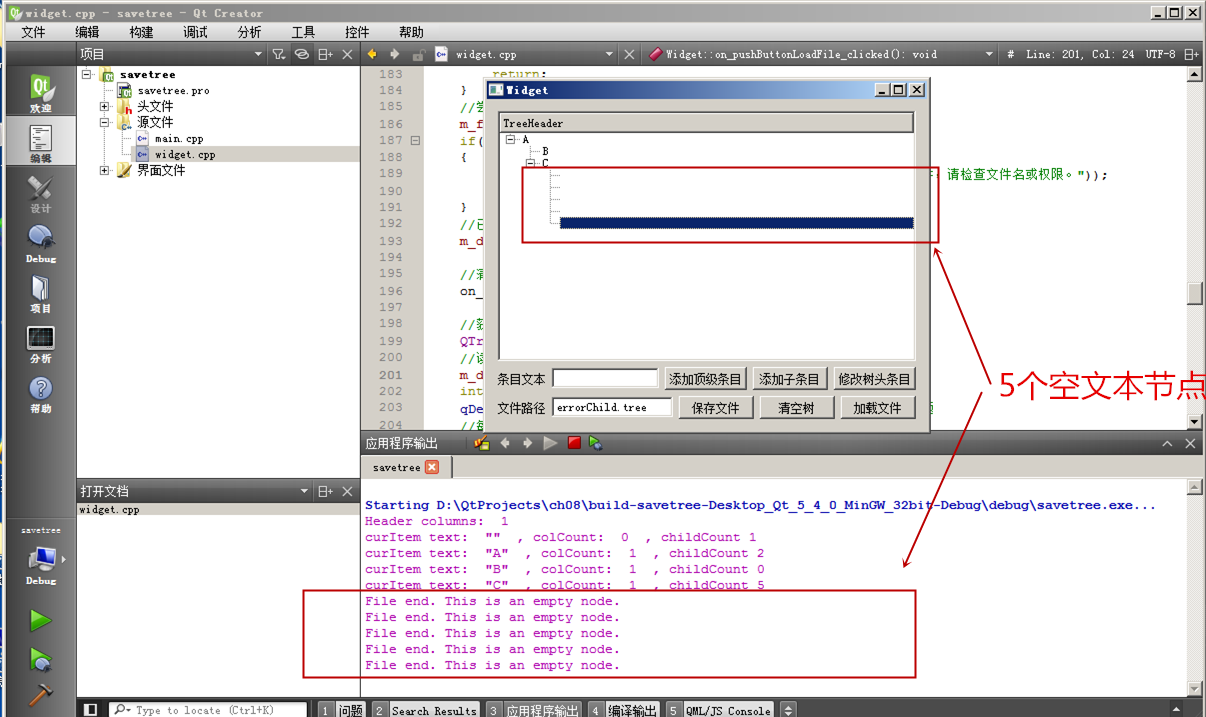 widget.cpp - savetree - Qt Creator
文件 编辑 构建 调试 分析 工具 控件 帮助
项目
widget.cpp
Widget::on_pushButtonLoadFile_clicked(): void
# Line: 201, Col: 24 UTF-8
欢迎
编辑
设计
Debug
项目
分析
帮助
savetree
Debug
savetree
savetree.pro
头文件
源文件
main.cpp
widget.cpp
界面文件
打开文档
widget.cpp
183 return;
184 }
185 //
186 m_f
187 if(
188 {
189 请检查文件名或权限。"));
190
191 }
192 //已
193 m_d
194
195 //清
196 on_
197
198 //
199 QTr
200 //读
201 m_d
202 int
203 qDe
204 //
Widget
TreeHeader
A
B
C
条目文本 添加顶级条目 添加子条目 修改树头条目
文件路径 errorChild.tree 保存文件 清空树 加载文件
5个空文本节点
应用程序输出
savetree
Starting D:\QtProjects\ch08\build-savetree-Desktop_Qt_5_4_0_MinGW_32bit-Debug\debug\savetree.exe...
Header columns: 1
curItem text: "" , colCount: 0 , childCount 1
curItem text: "A" , colCount: 1 , childCount 2
curItem text: "B" , colCount: 1 , childCount 0
curItem text: "C" , colCount: 1 , childCount 5
File end. This is an empty node.
File end. This is an empty node.
File end. This is an empty node.
File end. This is an empty node.
File end. This is an empty node.
Type to locate (Ctrl+K)
1 问题 2 Search Results 3 应用程序输出 4 编译输出 5 QML/JS Console